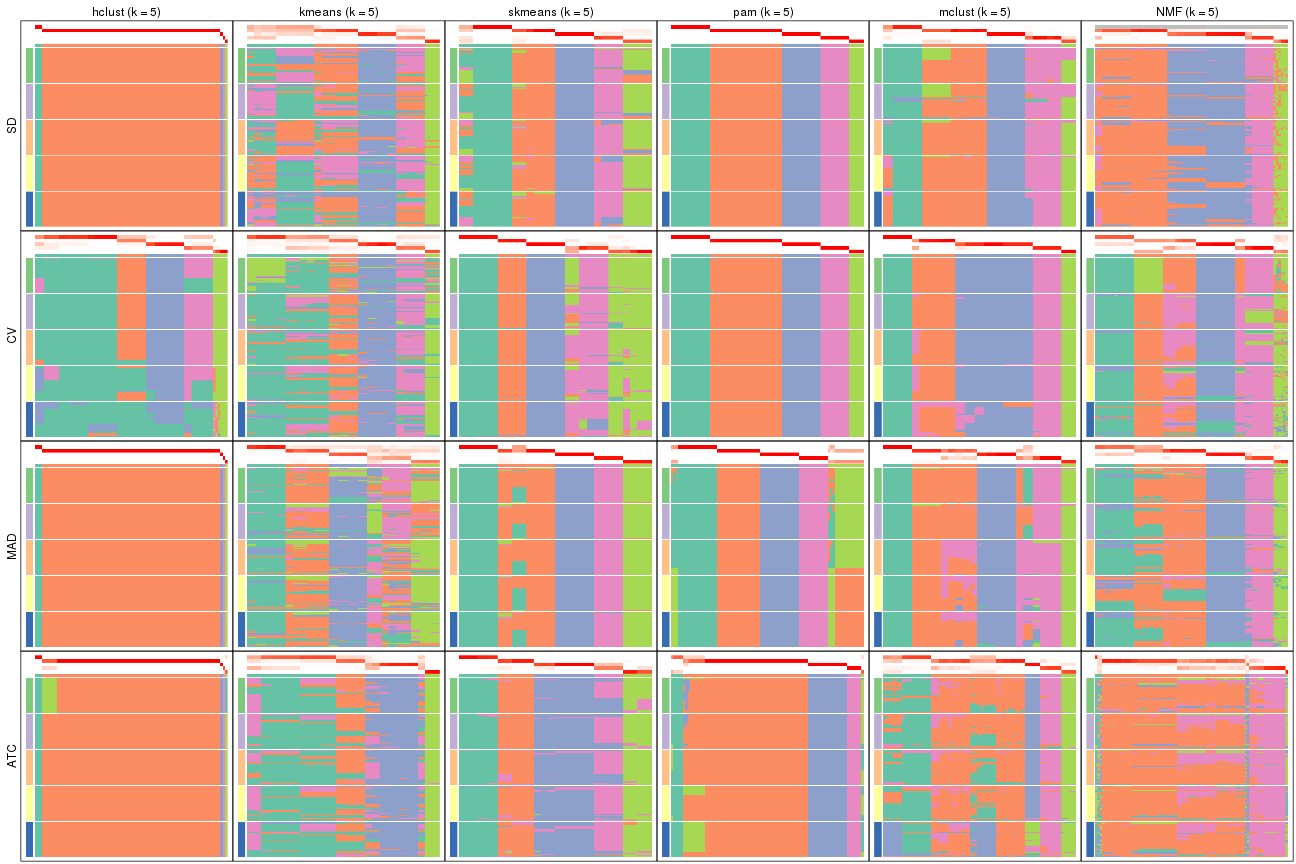 hclust (k = 5)
kmeans (k = 5)
skmeans (k = 5)
pam (k = 5)
mclust (k = 5)
NMF (k = 5)
SD
CV
MAD
ATC